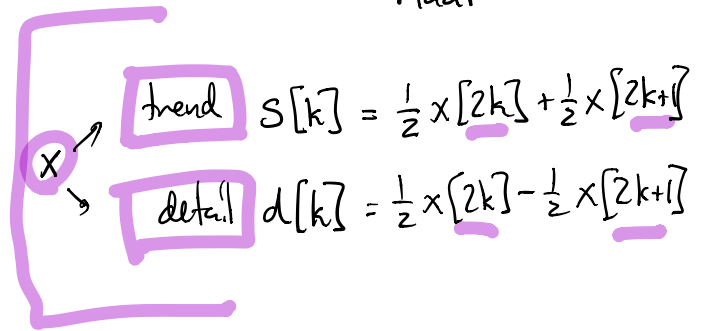 trend s[k] = 1/2 x[2k] + 1/2 x[2k+1]
x
detail d[k] = 1/2 x[2k] - 1/2 x[2k+1]